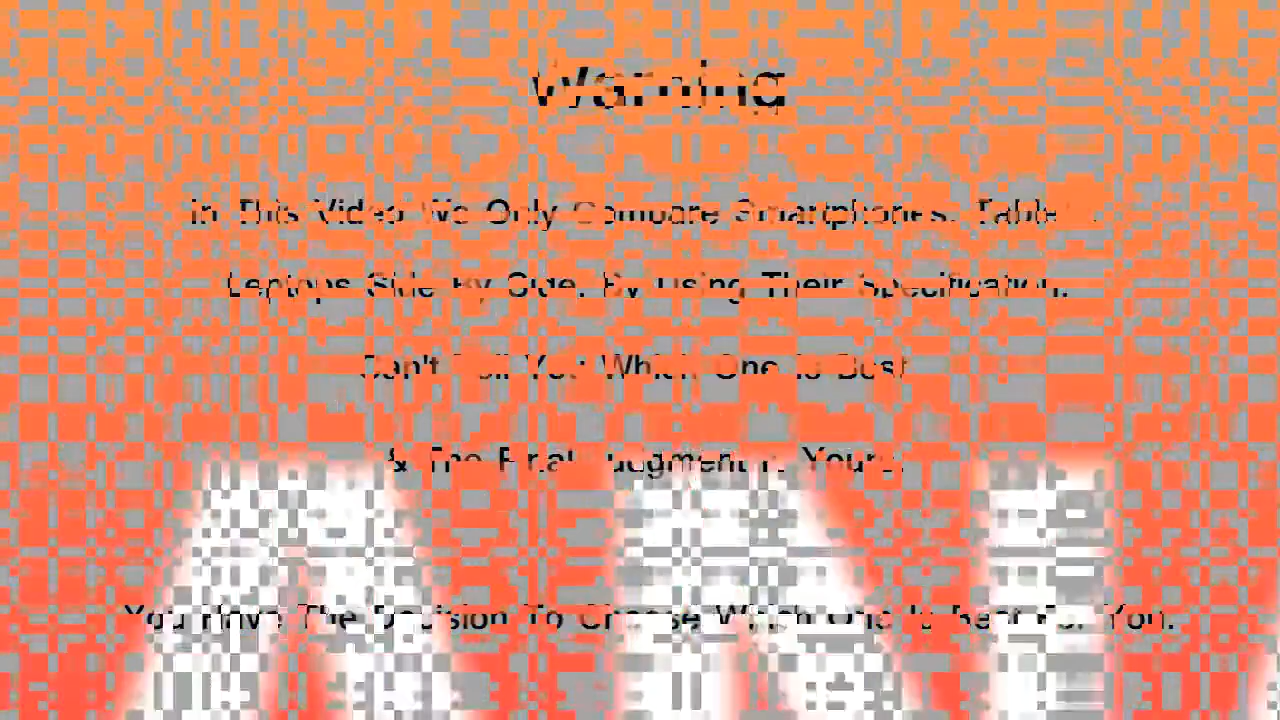 Warning
in This Video We Only Compare Smartphones, Tablet
Leptops Side By Side, By Using Their Specification.
Can't Tell You Which One Is Best
& The Final Judgment is Yours.
You Have The Decision To Choose Which One Is Best For You.